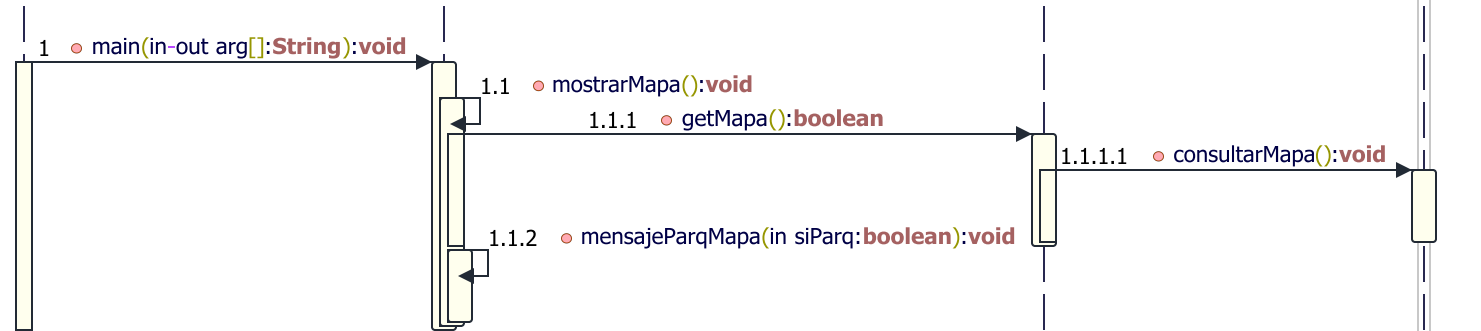 1 main(in-out arg[]:String):void
1.1 mostrarMapa():void
1.1.1 getMapa():boolean
1.1.1.1 consultarMapa():void
1.1.2 mensajeParqMapa(in siParq:boolean):void